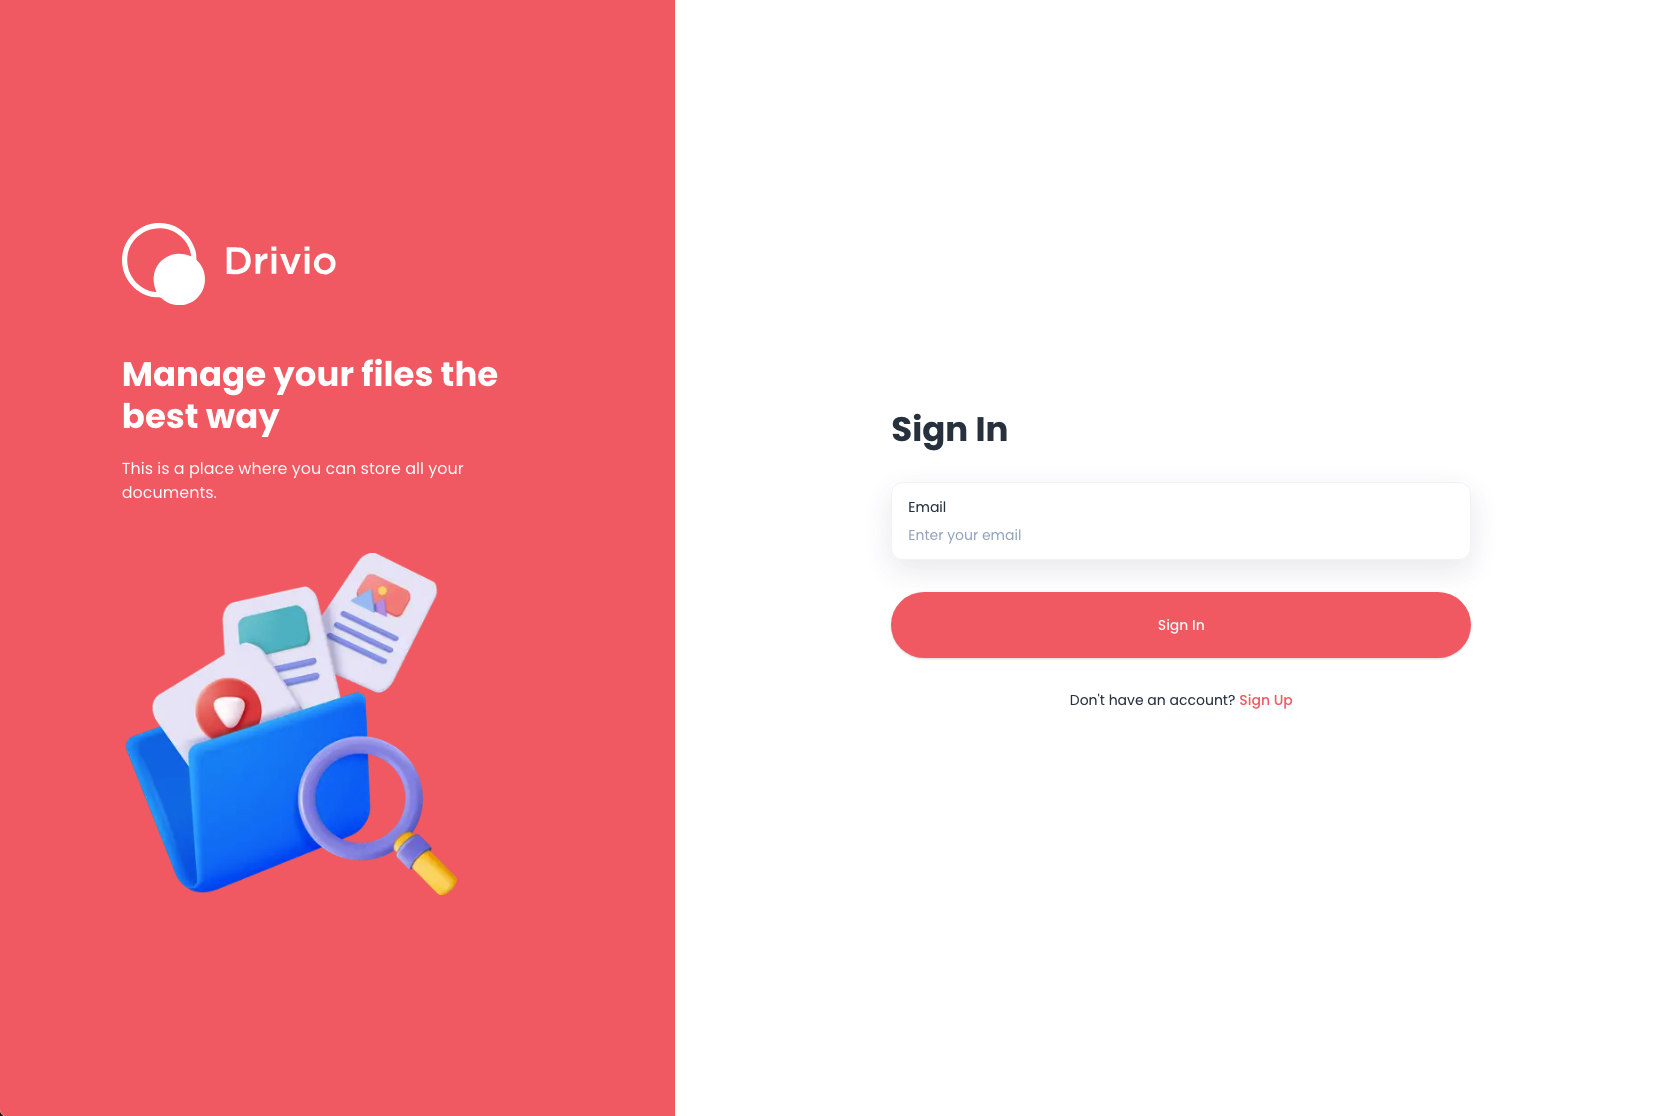 Drivio
Manage your files the
best way
This is a place where you can store all your
documents.
Sign In
Email
Enter your email
Sign In
Don't have an account? Sign Up